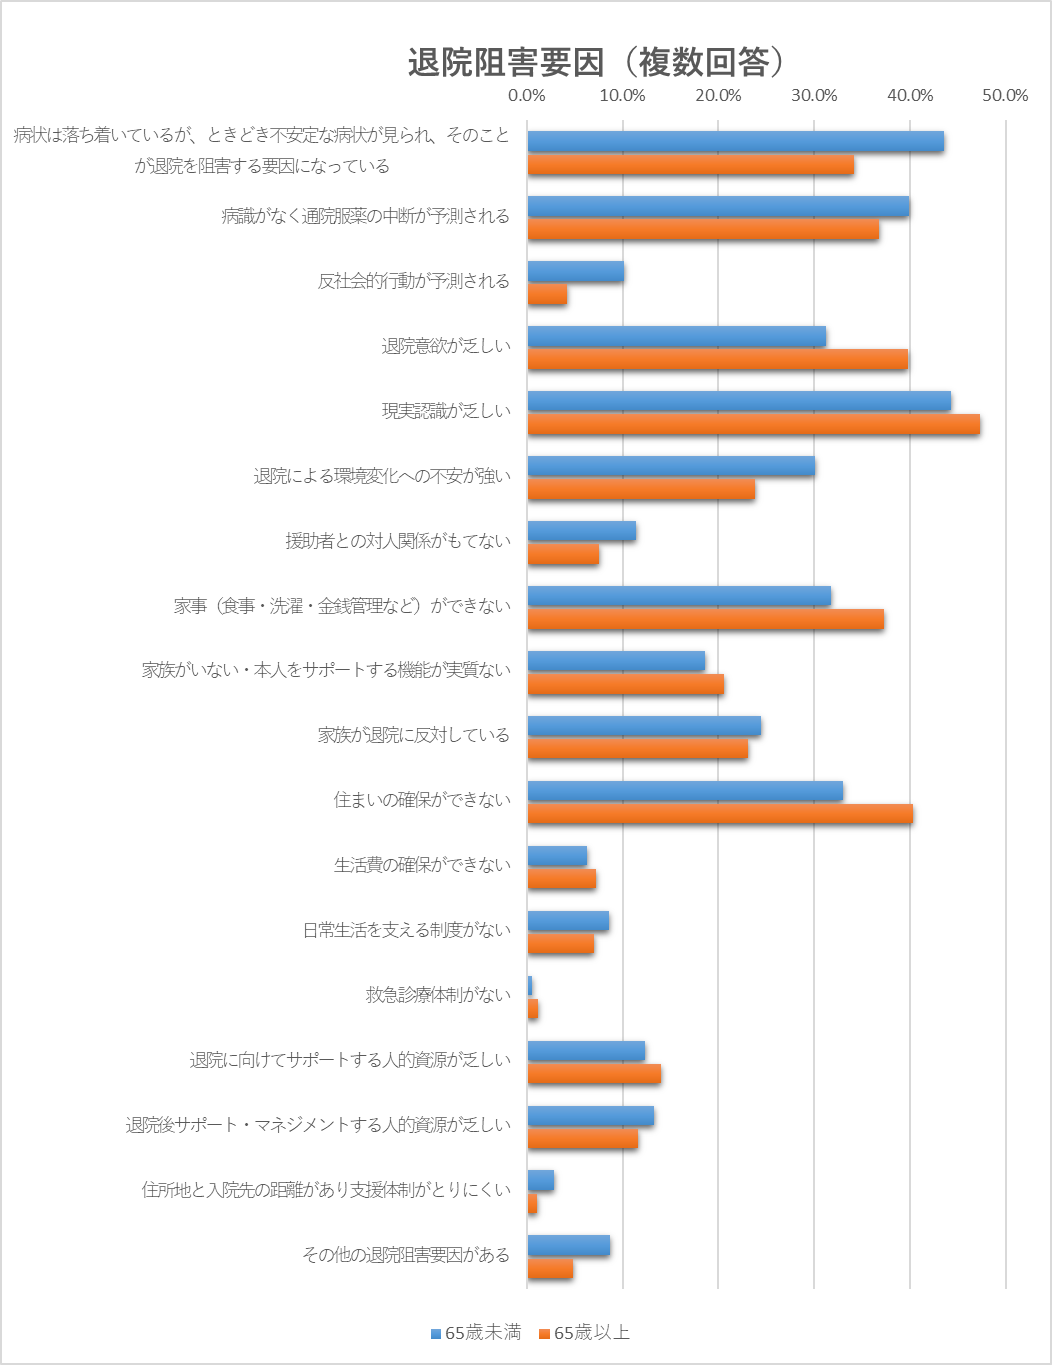 退院阻害要因（複数回答）
0.0% 10.0% 20.0% 30.0% 40.0% 50.0%
病状は落ち着いているが、ときどき不安定な病状が見られ、そのこと
が退院を阻害する要因になっている
病識がなく通院服薬の中断が予測される
反社会的行動が予測される
退院意欲が乏しい
現実認識が乏しい
退院による環境変化への不安が強い
援助者との対人関係がもてない
家事（食事・洗濯・金銭管理など）ができない
家族がいない・本人をサポートする機能が実質ない
家族が退院に反対している
住まいの確保ができない
生活費の確保ができない
日常生活を支える制度がない
救急診療体制がない
退院に向けてサポートする人的資源が乏しい
退院後サポート・マネジメントする人的資源が乏しい
住所地と入院先の距離があり支援体制がとりにくい
その他の退院阻害要因がある
65歳未満 65歳以上